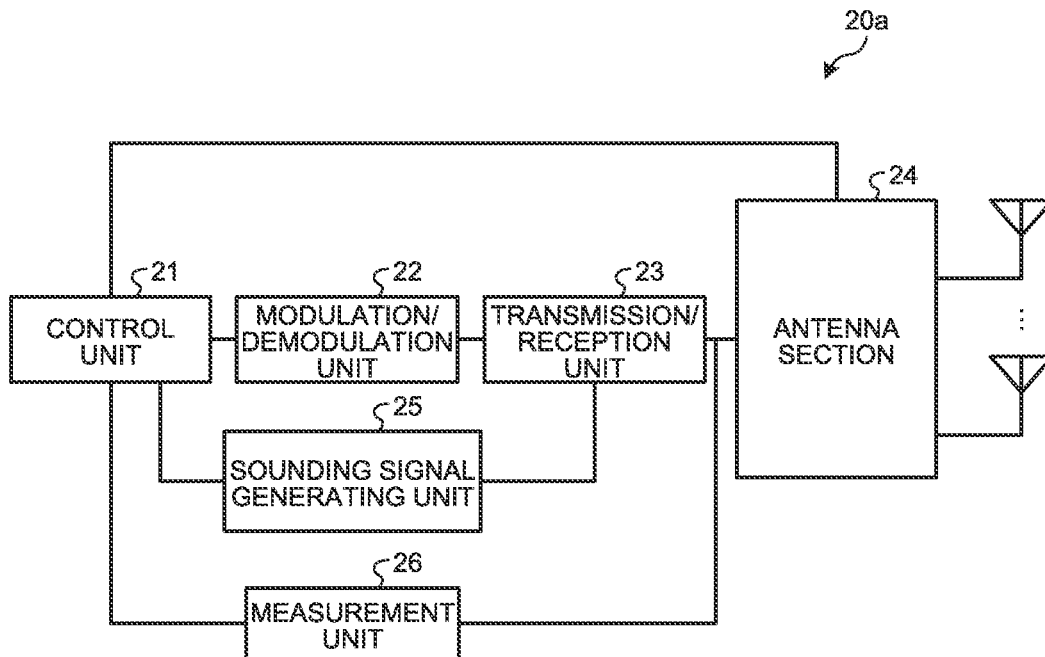 20a
24
21
22
23
CONTROL
UNIT
MODULATION/
DEMODULATION
UNIT
TRANSMISSION/
RECEPTION
UNIT
ANTENNA
SECTION
25
SOUNDING SIGNAL
GENERATING UNIT
26
MEASUREMENT
UNIT